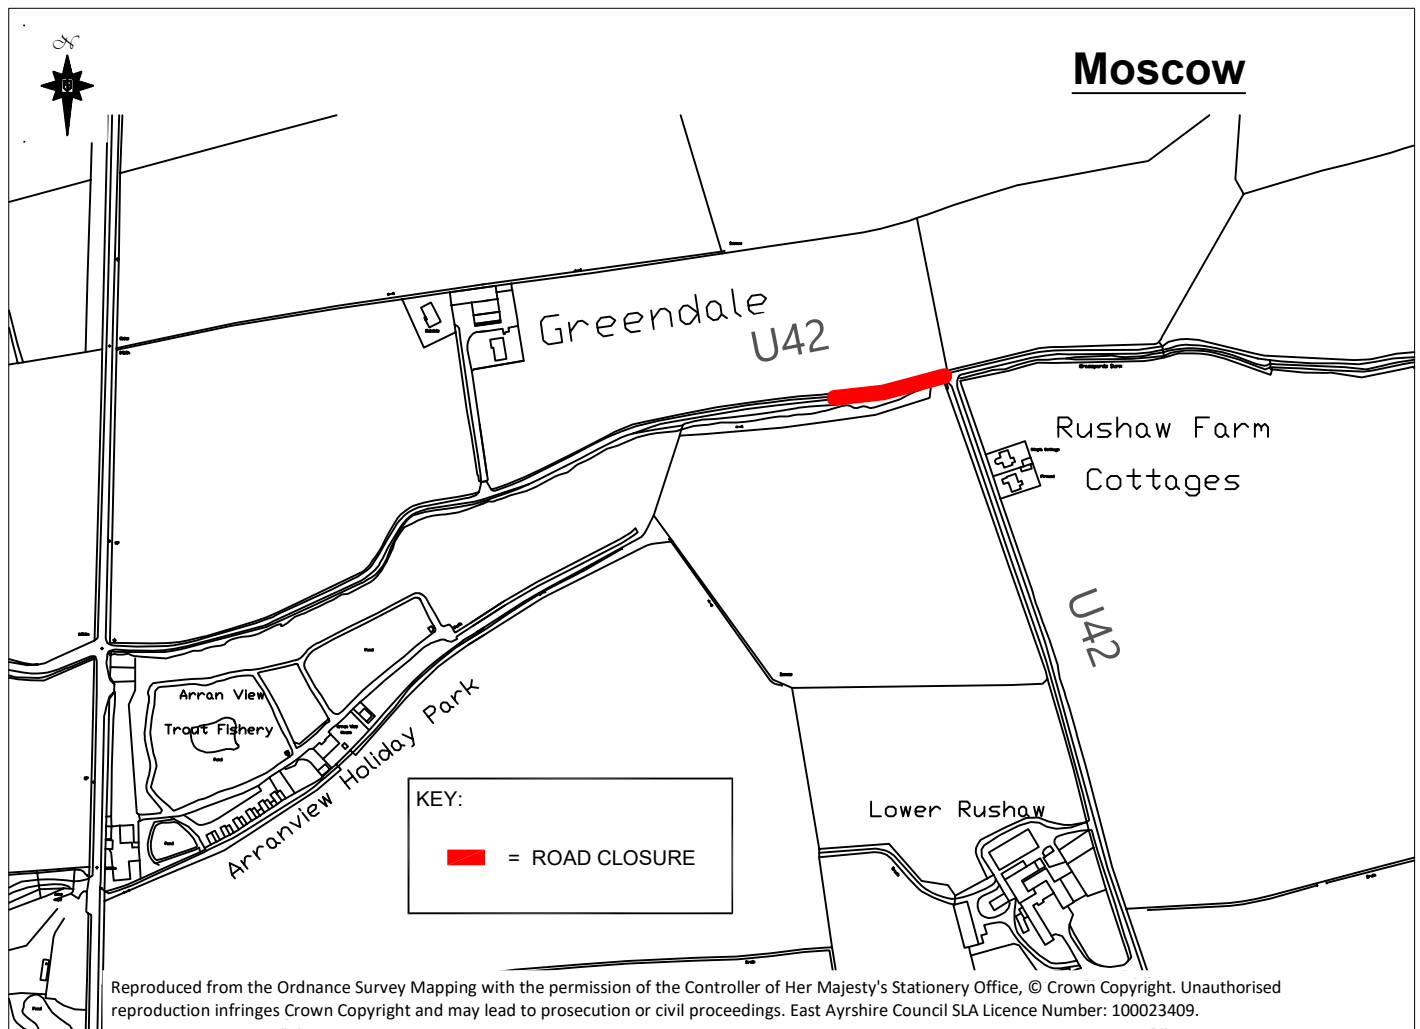 N
Moscow
Greendale
U42
Rushaw Farm
Cottages
U42
Arran View
Trout Fishery
Arranview Holiday Park
Lower Rushaw
KEY:
= ROAD CLOSURE
Reproduced from the Ordnance Survey Mapping with the permission of the Controller of Her Majesty's Stationery Office, © Crown Copyright. Unauthorised
reproduction infringes Crown Copyright and may lead to prosecution or civil proceedings. East Ayrshire Council SLA Licence Number: 100023409.